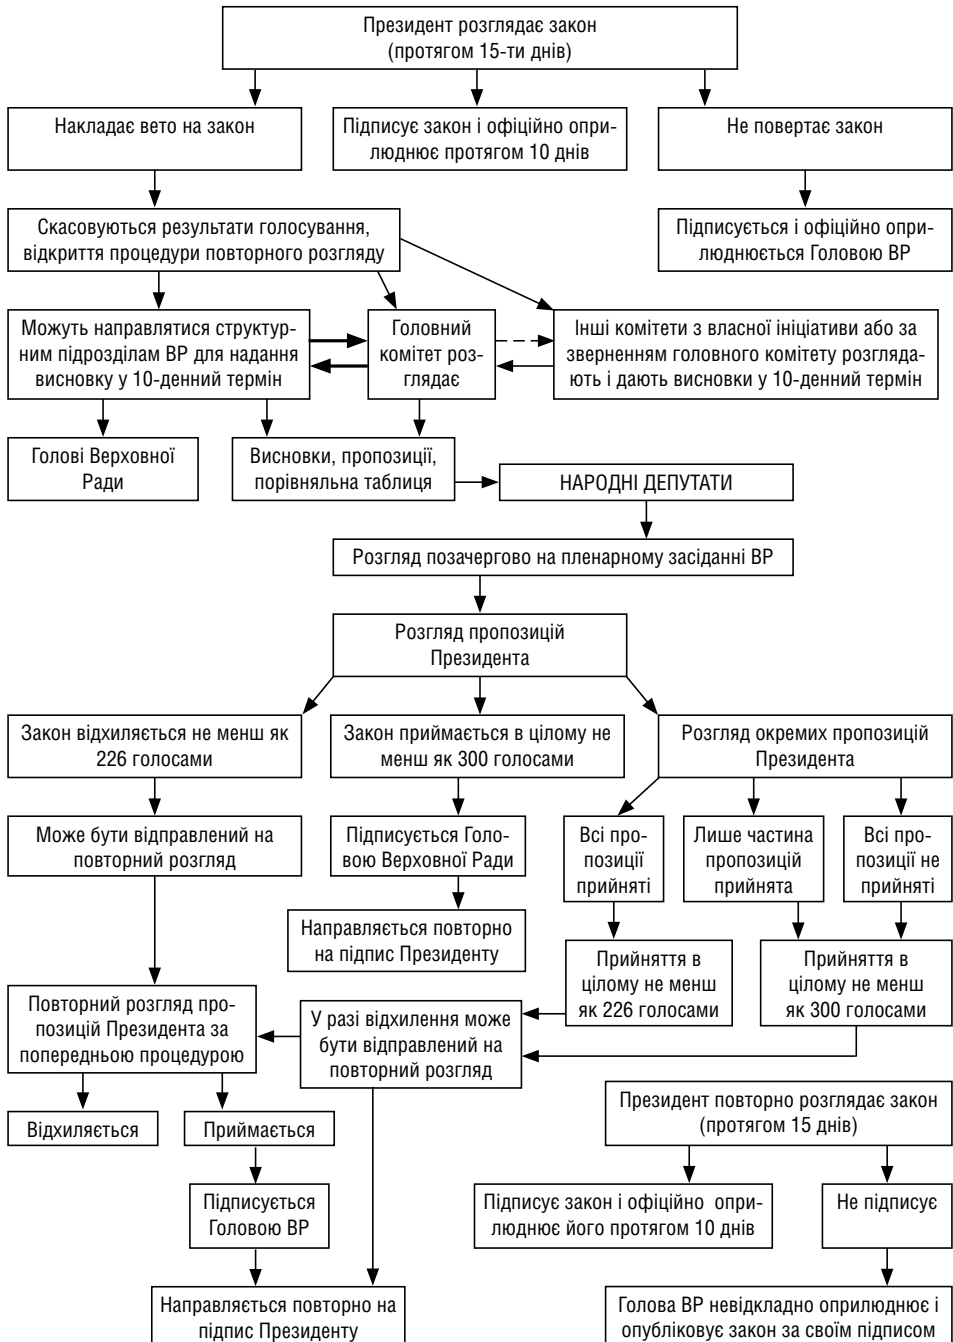 Президент розглядає закон
(протягом 15-ти днів)
Накладає вето на закон
Підписує закон і офіційно опри-
люднює протягом 10 днів
Не повертає закон
Скасовуються результати голосування,
відкриття процедури повторного розгляду
Підписується і офіційно опри-
люднюється Головою ВР
Можуть направлятися структур-
ним підрозділам ВР для надання
висновку у 10-денний термін
Головний
комітет роз-
глядає
Інші комітети з власної ініціативи або за
зверненням головного комітету розгляда-
ють і дають висновки у 10-денний термін
Голові Верховної
Ради
Висновки, пропозиції,
порівняльна таблиця
НАРОДНІ ДЕПУТАТИ
Розгляд позачергово на пленарному засіданні ВР
Розгляд пропозицій
Президента
Закон відхиляється не менш як
226 голосами
Закон приймається в цілому не
менш як 300 голосами
Розгляд окремих пропозицій
Президента
Може бути відправлений на
повторний розгляд
Підписується Голо-
вою Верховної Ради
Всі про-
позиції
прийняті
Лише частина
пропозицій
прийнята
Всі про-
позиції не
прийняті
Направляється повторно
на підпис Президенту
Прийняття в
цілому не менш
як 226 голосами
Прийняття в
цілому не менш
як 300 голосами
Повторний розгляд про-
позицій Президента за
попередньою процедурою
У разі відхилення може
бути відправлений на
повторний розгляд
Відхиляється
Приймається
Президент повторно розглядає закон
(протягом 15 днів)
Підписується
Головою ВР
Підписує закон і офіційно опри-
люднює його протягом 10 днів
Не підписує
Направляється повторно на
підпис Президенту
Голова ВР невідкладно оприлюднює і
опубліковує закон за своїм підписом